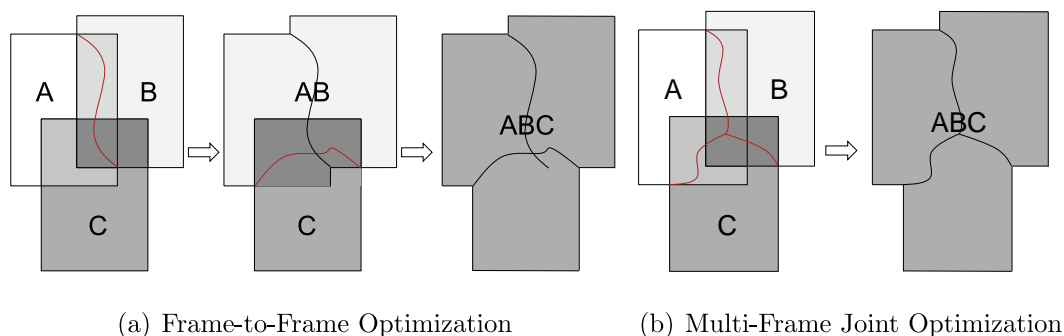 A
B
C
AB
C
ABC
A
B
C
ABC
(a) Frame-to-Frame Optimization
(b) Multi-Frame Joint Optimization